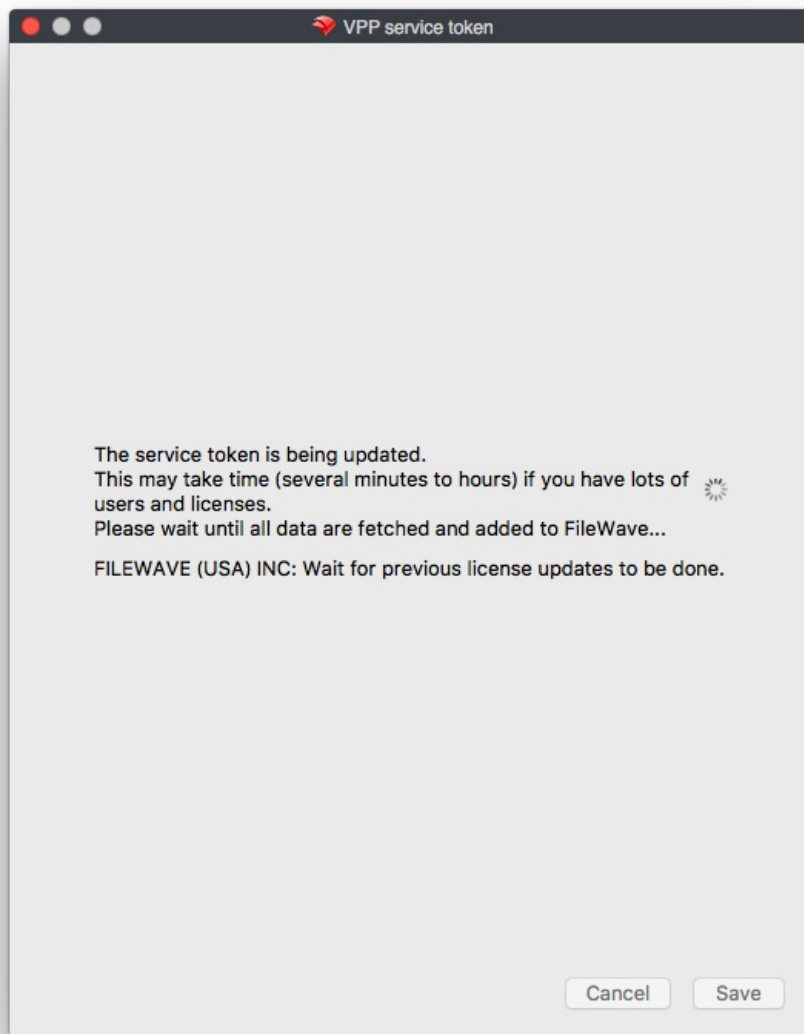 VPP service token
The service token is being updated.
This may take time (several minutes to hours) if you have lots of
users and licenses.
Please wait until all data are fetched and added to FileWave...
FILEWAVE (USA) INC: Wait for previous license updates to be done.
Cancel
Save